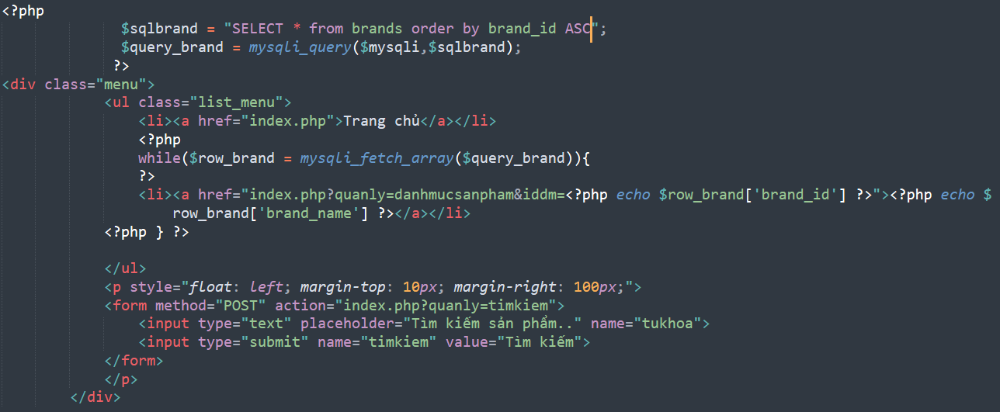 <?php
$sqlbrand = "SELECT * from brands order by brand_id ASC";
$query_brand = mysqli_query($mysqli,$sqlbrand);
?>
<div class="menu">
<ul class="list_menu">
<li><a href="index.php">Trang chủ</a></li>
<?php
while($row_brand = mysqli_fetch_array($query_brand)){
?>
<li><a href="index.php?quanly=danhmucsanpham&iddm=<?php echo $row_brand['brand_id'] ?>"><?php echo $
row_brand['brand_name'] ?></a></li>
<?php } ?>
</ul>
<p style="float: left; margin-top: 10px; margin-right: 100px;">
<form method="POST" action="index.php?quanly=timkiem">
<input type="text" placeholder="Tìm kiếm sản phẩm.." name="tukhoa">
<input type="submit" name="timkiem" value="Tìm kiếm">
</form>
</p>
</div>